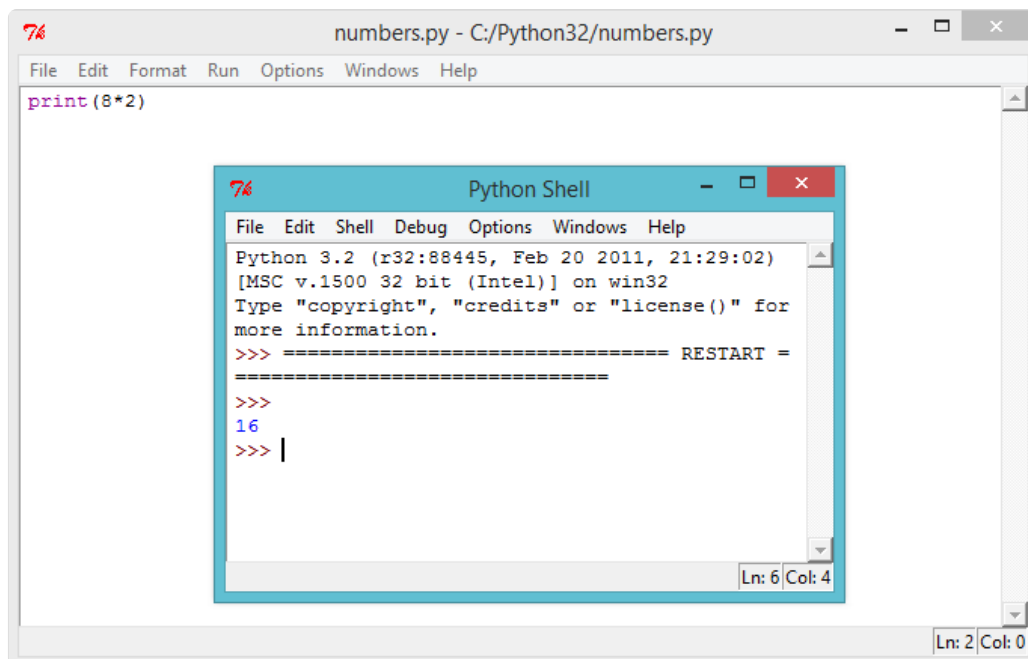 numbers.py - C:/Python32/numbers.py
File Edit Format Run Options Windows Help
print(8*2)
Python Shell
File Edit Shell Debug Options Windows Help
Python 3.2 (r32:88445, Feb 20 2011, 21:29:02)
[MSC v.1500 32 bit (Intel)] on win32
Type "copyright", "credits" or "license()" for
more information.
>>> ================================ RESTART =
===============================
>>>
16
>>>
Ln: 6 Col: 4
Ln: 2 Col: 0